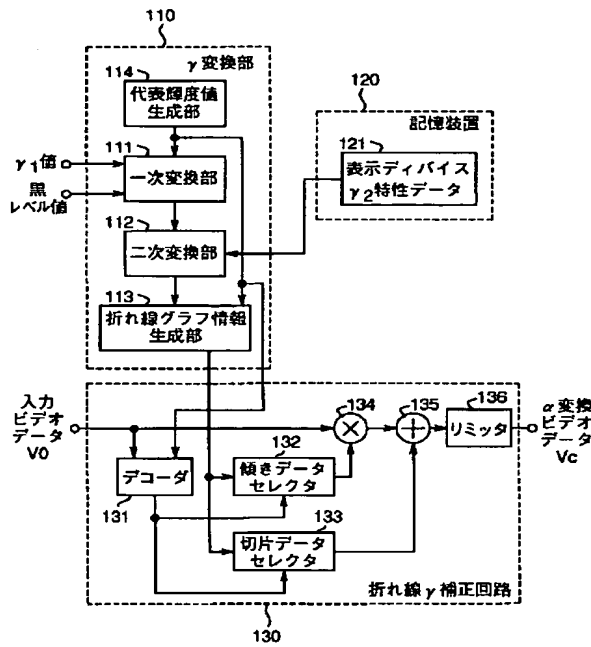 110
γ変換部
114
代表輝度値
生成部
120
記憶装置
121
表示ディバイス
γ2特性データ
γ1値
111
一次変換部
黒
レベル値
112
二次変換部
113
折れ線グラフ情報
生成部
入力
ビデオ
データ
V0
134
135
136
リミッタ
α変換
ビデオ
データ
Vc
132
傾きデータ
セレクタ
デコーダ
131
133
切片データ
セレクタ
折れ線γ補正回路
130